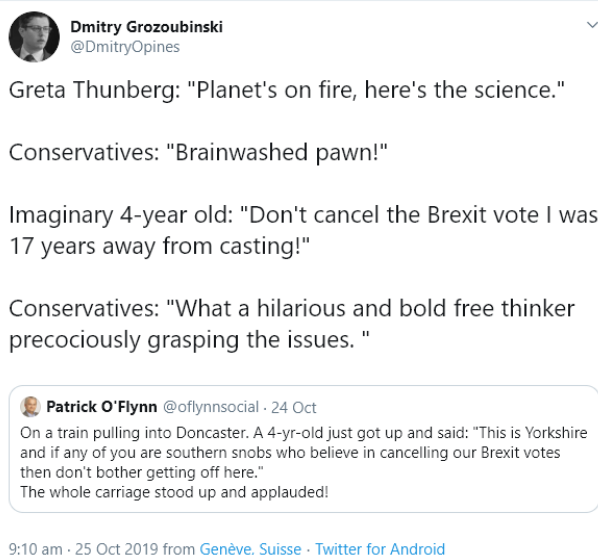 Dmitry Grozoubinski
@DmitryOpines
Greta Thunberg: "Planet's on fire, here's the science."
Conservatives: "Brainwashed pawn!"
Imaginary 4-year old: "Don't cancel the Brexit vote I was
17 years away from casting!"
Conservatives: "What a hilarious and bold free thinker
precociously grasping the issues. "
Patrick O'Flynn @oflynnsocial · 24 Oct
On a train pulling into Doncaster. A 4-yr-old just got up and said: "This is Yorkshire
and if any of you are southern snobs who believe in cancelling our Brexit votes
then don't bother getting off here."
The whole carriage stood up and applauded!
9:10 am · 25 Oct 2019 from Genève, Suisse · Twitter for Android